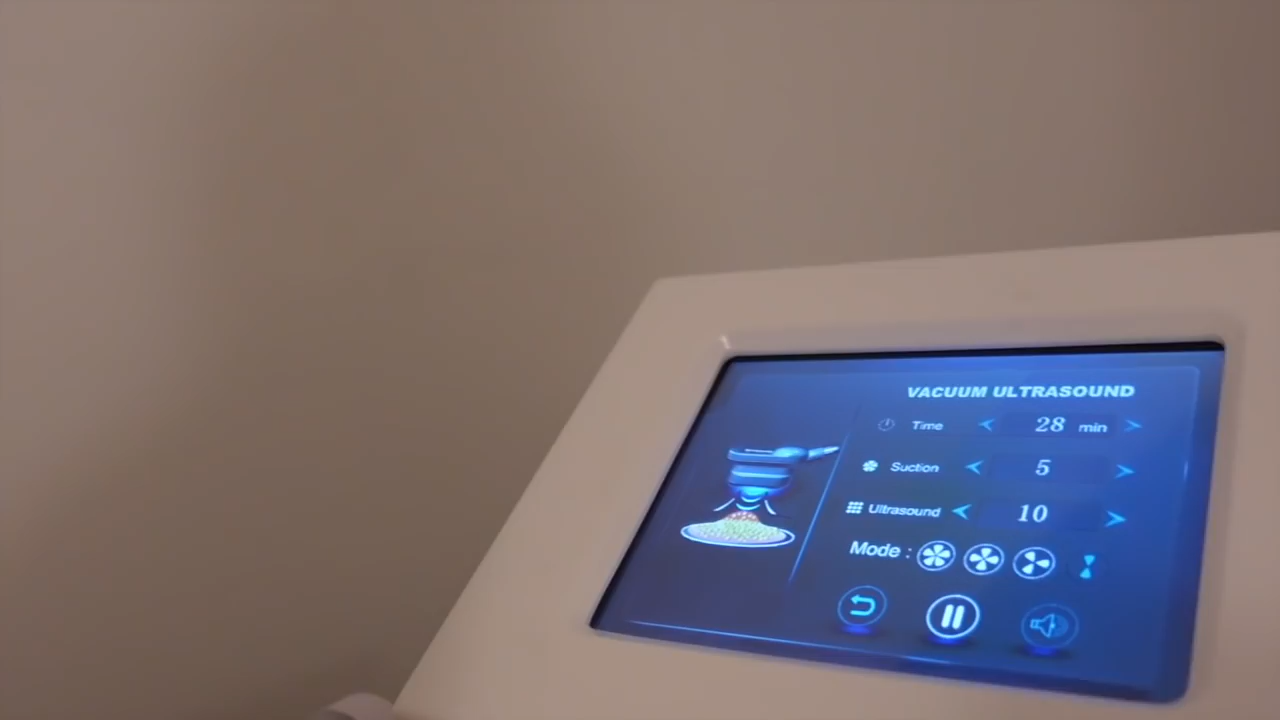 VACUUM ULTRASOUND
Time 28 min
Suction 5
Ultrasound 10
Mode :